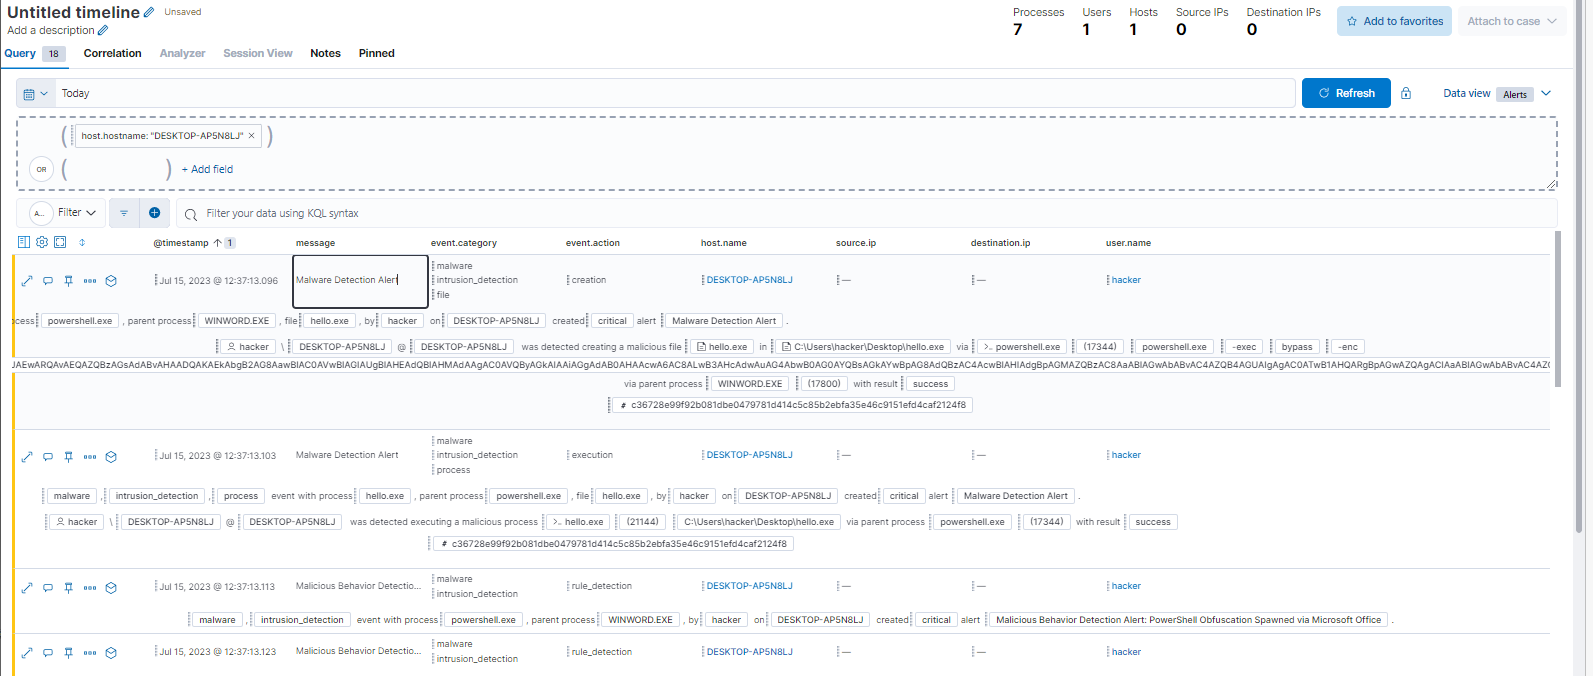 Untitled timeline Unsaved
Add a description
Processes Users Hosts Source IPs Destination IPs
7 1 1 0 0
Add to favorites Attach to case
Query 18 Correlation Analyzer Session View Notes Pinned
Today Refresh Data view Alerts
( host.hostname: "DESKTOP-AP5N8LJ" × )
OR ( ) + Add field
A... Filter Filter your data using KQL syntax
@timestamp 1 message event.category event.action host.name source.ip destination.ip user.name
malware
Jul 15, 2023 @ 12:37:13.096 Malware Detection Alert intrusion_detection creation DESKTOP-AP5N8LJ — — hacker
file
powershell.exe , parent process WINWORD.EXE , file hello.exe , by hacker on DESKTOP-AP5N8LJ created critical alert Malware Detection Alert .
hacker \ DESKTOP-AP5N8LJ @ DESKTOP-AP5N8LJ was detected creating a malicious file hello.exe in C:\Users\hacker\Desktop\hello.exe via >_ powershell.exe (17344) powershell.exe -exec bypass -enc
via parent process WINWORD.EXE (17800) with result success
# c36728e99f92b081dbe0479781d414c5c85b2ebfa35e46c9151efd4caf2124f8
malware
Jul 15, 2023 @ 12:37:13.103 Malware Detection Alert intrusion_detection execution DESKTOP-AP5N8LJ — — hacker
process
malware , intrusion_detection , process event with process hello.exe , parent process powershell.exe , file hello.exe , by hacker on DESKTOP-AP5N8LJ created critical alert Malware Detection Alert .
hacker \ DESKTOP-AP5N8LJ @ DESKTOP-AP5N8LJ was detected executing a malicious process >_ hello.exe (21144) C:\Users\hacker\Desktop\hello.exe via parent process powershell.exe (17344) with result success
# c36728e99f92b081dbe0479781d414c5c85b2ebfa35e46c9151efd4caf2124f8
malware
Jul 15, 2023 @ 12:37:13.113 Malicious Behavior Detectio... intrusion_detection rule_detection DESKTOP-AP5N8LJ — — hacker
malware , intrusion_detection event with process powershell.exe , parent process WINWORD.EXE , by hacker on DESKTOP-AP5N8LJ created critical alert Malicious Behavior Detection Alert: PowerShell Obfuscation Spawned via Microsoft Office .
malware
Jul 15, 2023 @ 12:37:13.123 Malicious Behavior Detectio... intrusion_detection rule_detection DESKTOP-AP5N8LJ — — hacker